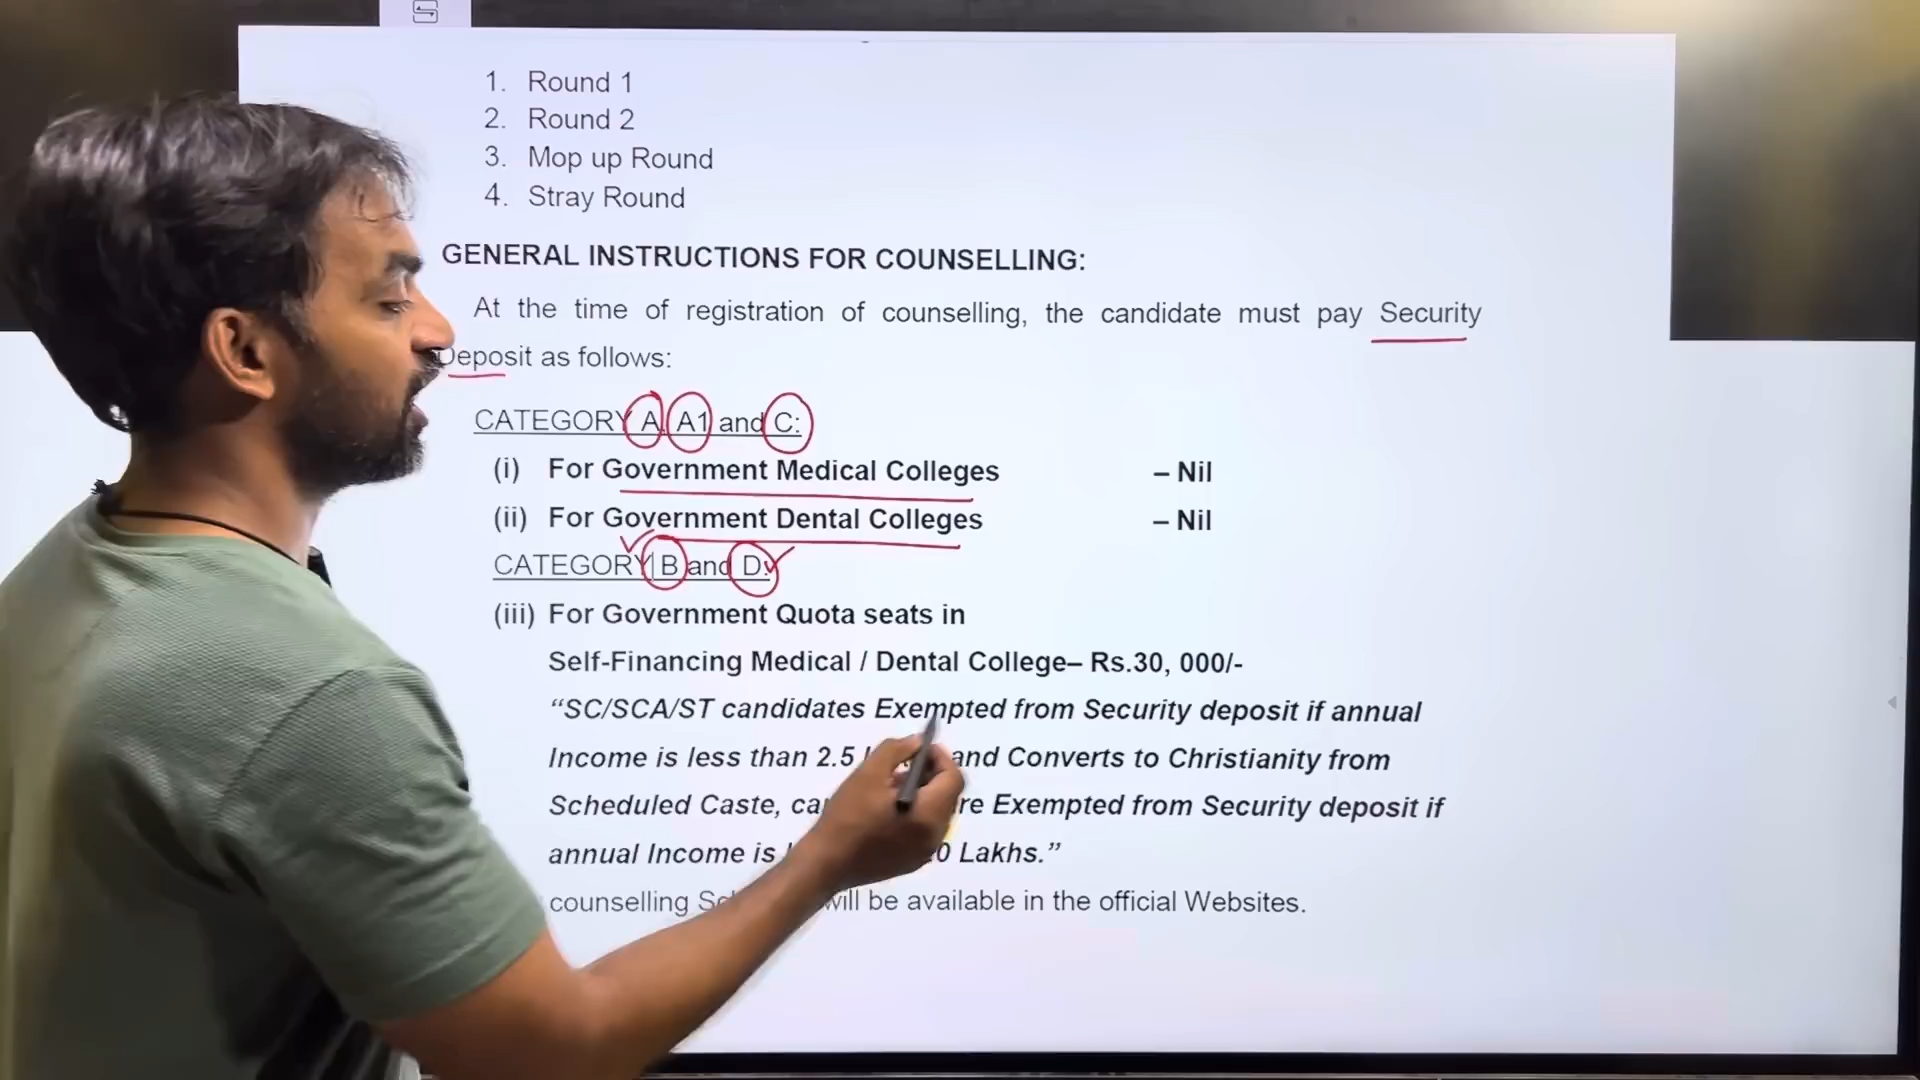 1. Round 1
2. Round 2
3. Mop up Round
4. Stray Round
GENERAL INSTRUCTIONS FOR COUNSELLING:
At the time of registration of counselling, the candidate must pay Security
Deposit as follows:
CATEGORY A, A1 and C:
(i) For Government Medical Colleges – Nil
(ii) For Government Dental Colleges – Nil
CATEGORY B and D:
(iii) For Government Quota seats in
Self-Financing Medical / Dental College– Rs.30, 000/-
“SC/SCA/ST candidates Exempted from Security deposit if annual
Income is less than 2.5 and Converts to Christianity from
Scheduled Caste, Exempted from Security deposit if
annual Income is Lakhs.”
counselling will be available in the official Websites.